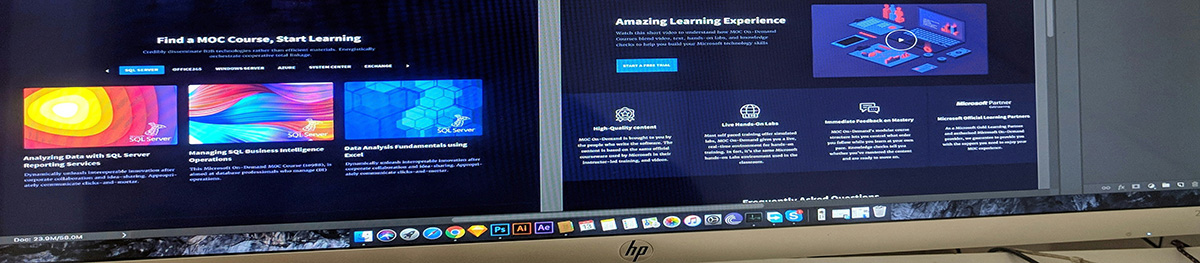 Find a MOC Course, Start Learning
Credibly disseminate B2B technologies rather than efficient materials. Energistically
orchestrate cooperative total linkage.
SQL SERVER OFFICE365 WINDOWS SERVER AZURE SYSTEM CENTER EXCHANGE
SQL Server
SQL Server
SQL Server
Analyzing Data with SQL Server
Reporting Services
Dynamically unleash interoperable innovation after
corporate collaboration and idea-sharing. Appropri-
ately communicate clicks-and-mortar.
Managing SQL Business Intelligence
Operations
This Microsoft On-Demand MOC Course is
aimed at database professionals who manage (BI)
operations.
Data Analysis Fundamentals using
Excel
Dynamically unleash interoperable innovation after
corporate collaboration and idea-sharing. Appropri-
ately communicate clicks-and-mortar.
Doc: 23.9M/58.0M
Amazing Learning Experience
Watch this short video to understand how MOC On-Demand
Courses blend video, text, hands-on labs, and knowledge
checks to help you build your Microsoft technology skills
START A FREE TRIAL
High-Quality content
MOC On-Demand is brought to you by
the people who write the software. The
content is based on the same official
courseware used by Microsoft in their
Instructor-led training, and videos.
Live Hands-On Labs
Most self paced training offer simulated
labs, MOC On-Demand gives you a live,
real-time environment for hands-on
labs. In fact, it's the same Microsoft
hands-on Labs environment used in the
classroom.
Immediate Feedback on Mastery
MOC On-Demand's modular course
structure lets you control what order
you follow while you learn at your own
pace. Knowledge checks tell you
whether you've mastered the content
and are ready to move on.
Microsoft Partner
Microsoft Official Learning Partners
As a Microsoft Gold Learning Partner
and authorized Microsoft On-Demand
provider, we guarantee to provide you
with the support you need to enjoy your
MOC experience.
Frequently Asked Questions
fx
Ps Ai Ae
hp